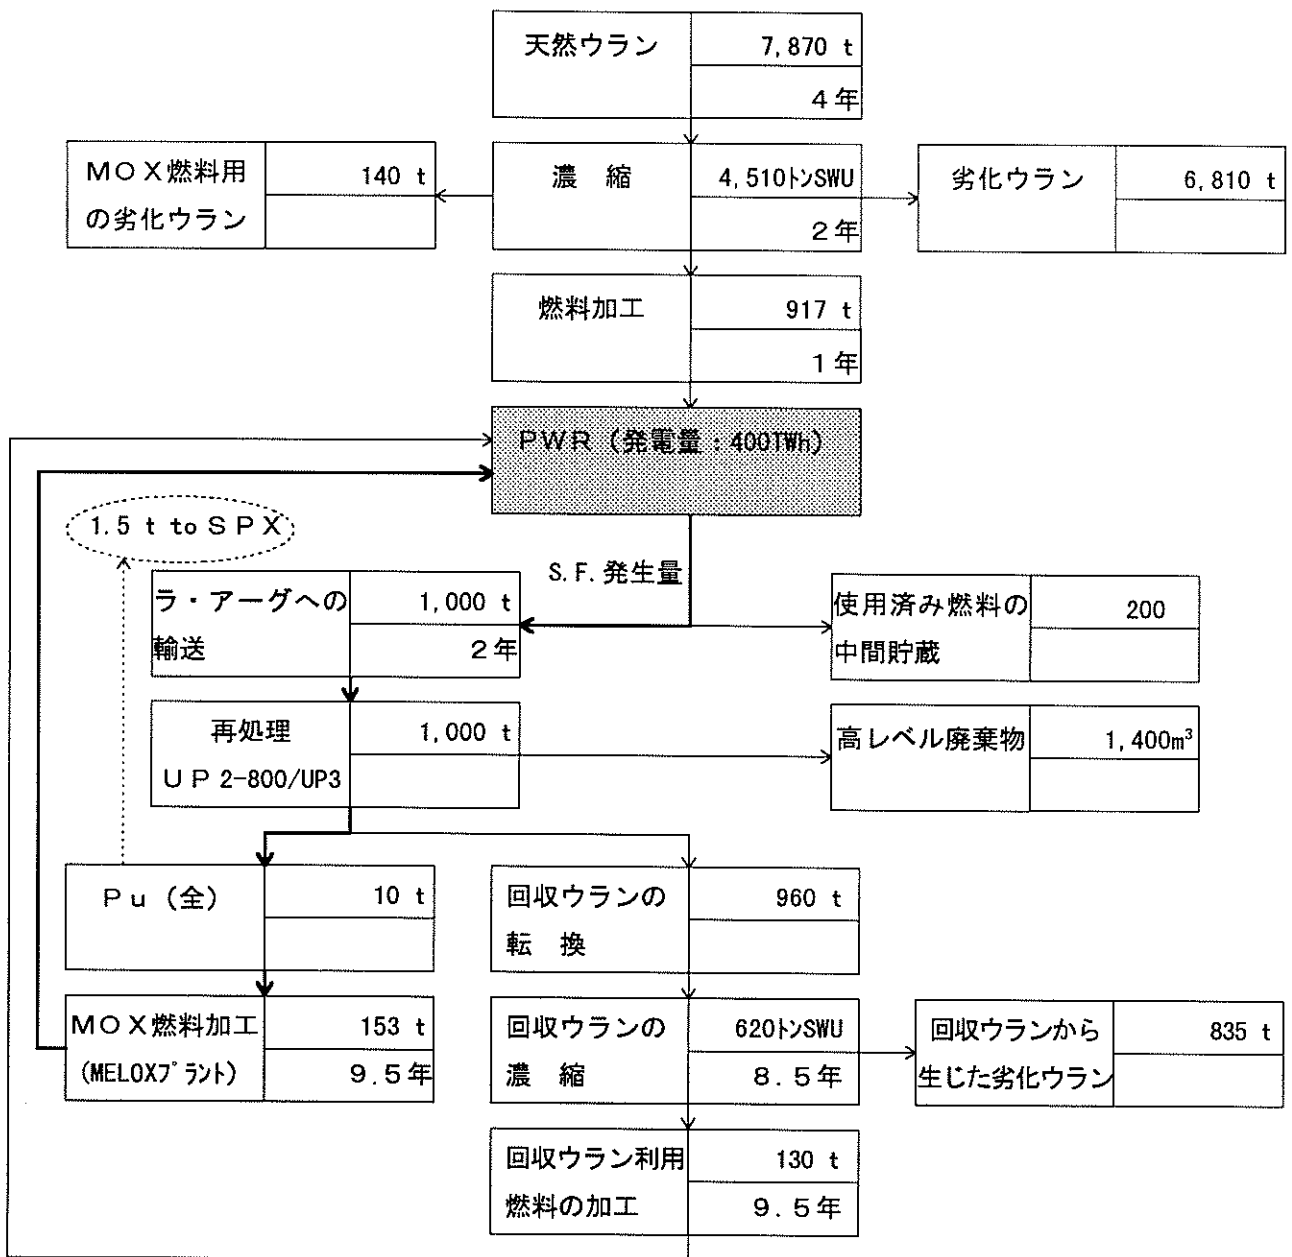 天然ウラン
7,870 t
4年
MOX燃料用
の劣化ウラン
140 t
濃 縮
4,510トンSWU
2年
劣化ウラン
6,810 t
燃料加工
917 t
1年
PWR(発電量:400TWh)
1.5 t to SPX
S.F.発生量
ラ・アーグへの
輸送
1,000 t
2年
使用済み燃料の
中間貯蔵
200
再処理
UP2-800/UP3
1,000 t
高レベル廃棄物
1,400m³
Pu(全)
10 t
回収ウランの
転 換
960 t
MOX燃料加工
(MELOXプラント)
153 t
9.5年
回収ウランの
濃 縮
620トンSWU
8.5年
回収ウランから
生じた劣化ウラン
835 t
回収ウラン利用
燃料の加工
130 t
9.5年